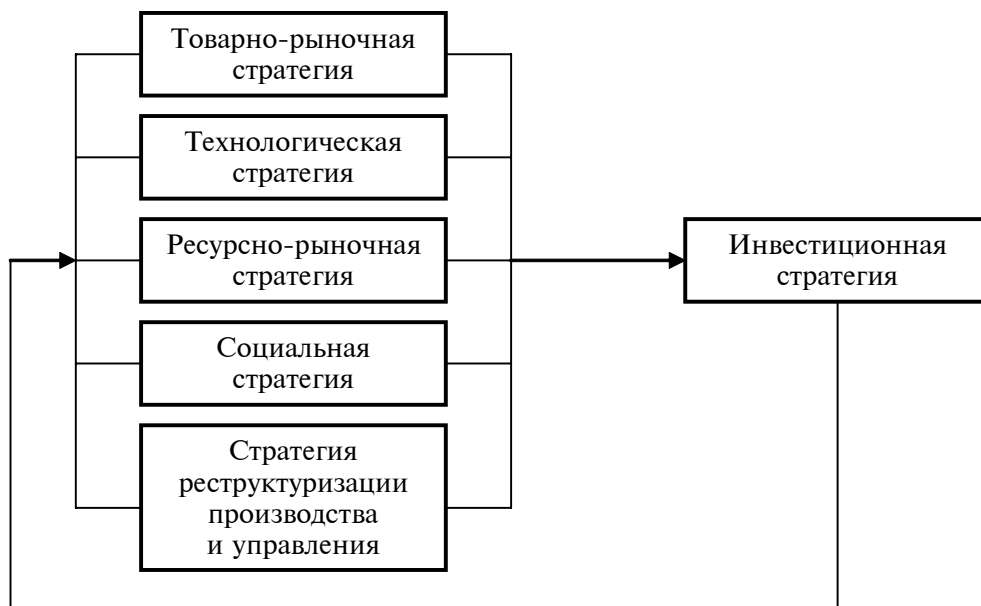 Товарно-рыночная
стратегия
Технологическая
стратегия
Ресурсно-рыночная
стратегия
Социальная
стратегия
Стратегия
реструктуризации
производства
и управления
Инвестиционная
стратегия